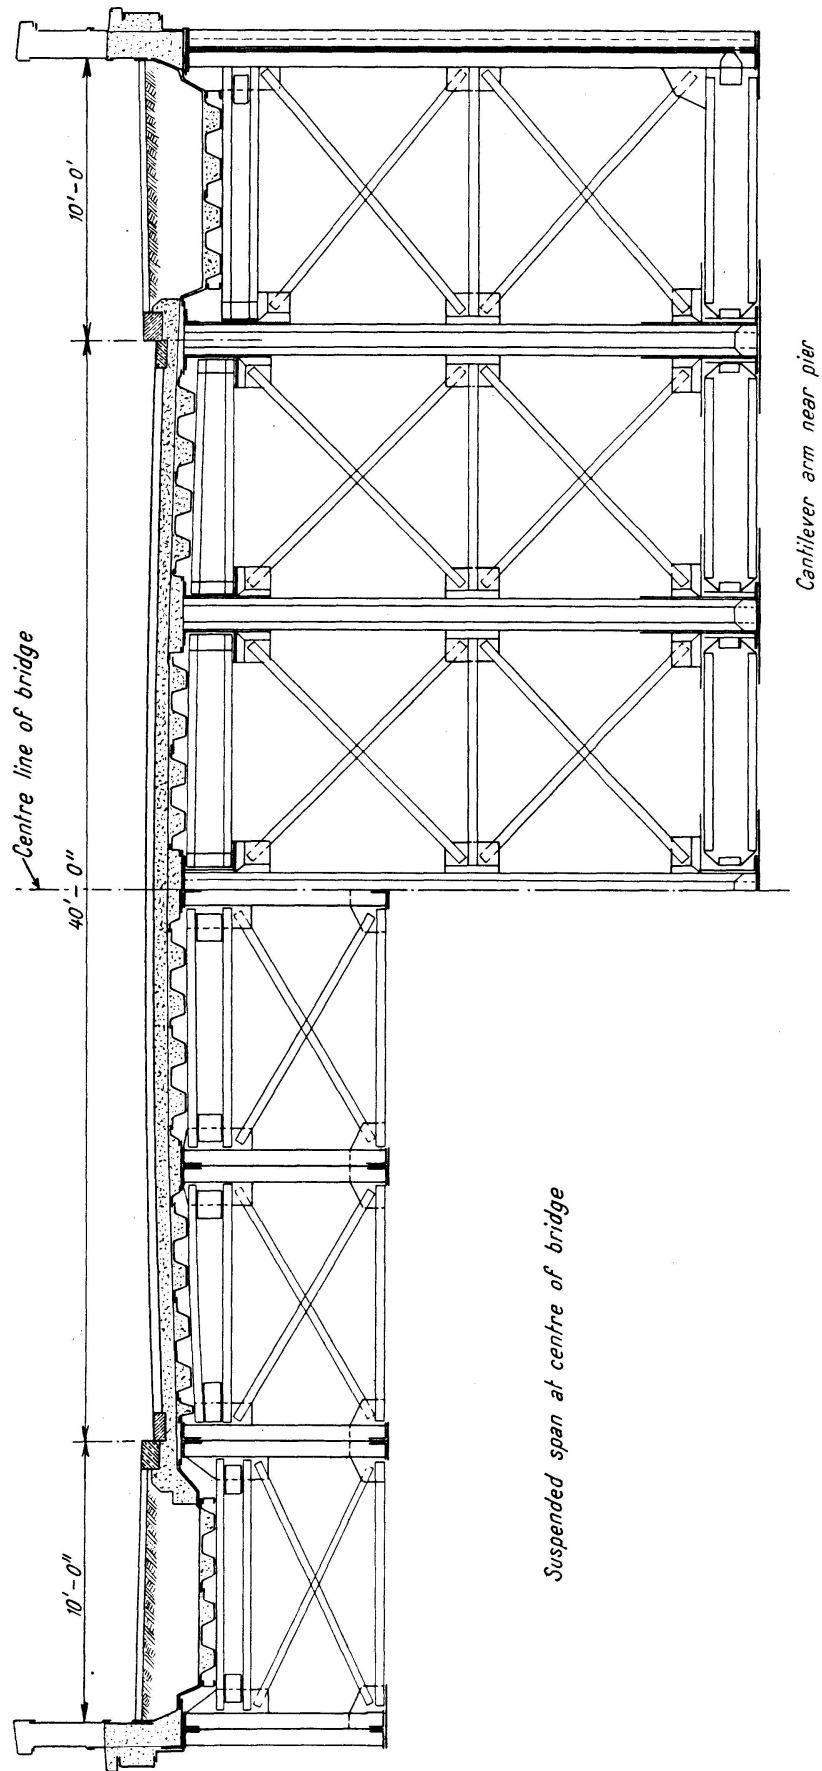 Centre line of bridge
10'-0"
40'-0"
10'-0'
Suspended span at centre of bridge
Cantilever arm near pier